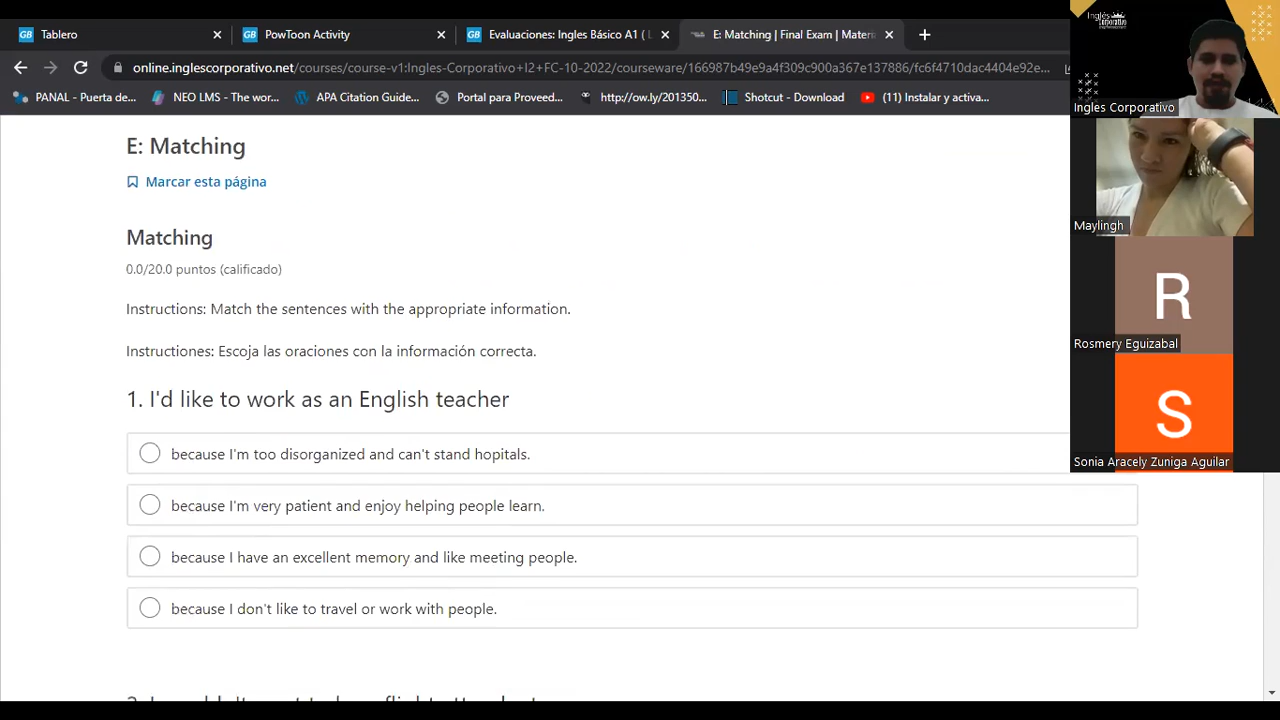 Tablero
PowToon Activity
Evaluaciones: Ingles Básico A1 ( L
E: Matching | Final Exam | Materi
online.inglescorporativo.net/courses/course-v1:Ingles-Corporativo+I2+FC-10-2022/courseware/166987b49e9a4f309c900a367e137886/fc6f4710dac4404e92e...
PANAL - Puerta de...
NEO LMS - The wor...
APA Citation Guide...
Portal para Proveed...
http://ow.ly/201350...
Shotcut - Download
(11) Instalar y activa...
E: Matching
Marcar esta página
Matching
0.0/20.0 puntos (calificado)
Instructions: Match the sentences with the appropriate information.
Instructiones: Escoja las oraciones con la información correcta.
1. I'd like to work as an English teacher
because I'm too disorganized and can't stand hopitals.
because I'm very patient and enjoy helping people learn.
because I have an excellent memory and like meeting people.
because I don't like to travel or work with people.
Inglés
Corporativo
Ingles Corporativo
Maylingh
R
Rosmery Eguizabal
S
Sonia Aracely Zuniga Aguilar